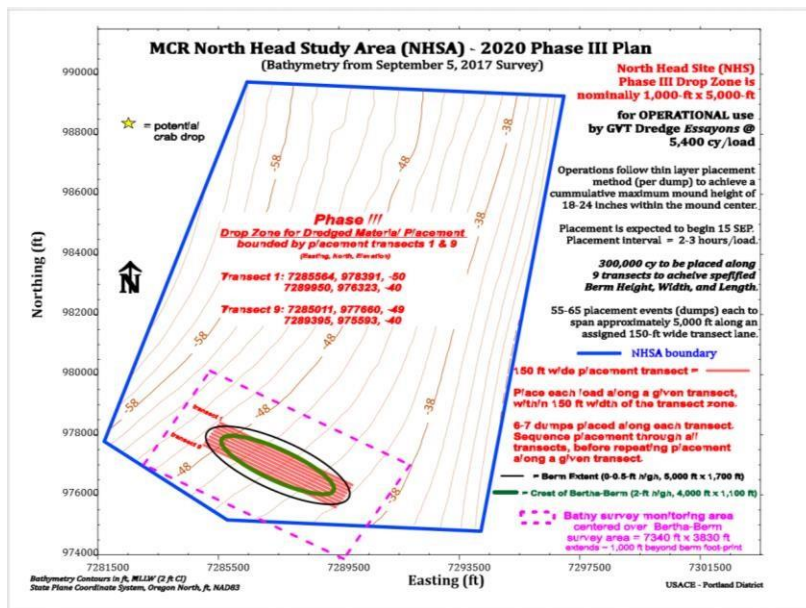 MCR North Head Study Area (NHSA) - 2020 Phase III Plan
(Bathymetry from September 5, 2017 Survey)
North Head Site (NHS)
Phase III Drop Zone is
nominally 1,000-ft x 5,000-ft
for OPERATIONAL use
by GVT Dredge Essayons @
5,400 cy/load
= potential
crab drop
Operations follow thin layer placement
method (per dump) to achieve a
cummulative maximum mound height of
18-24 inches within the mound center.
Placement is expected to begin 15 SEP.
Placement interval = 2-3 hours/load.
300,000 cy to be placed along
9 transects to acheive spefified
Berm Height, Width, and Length.
55-65 placement events (dumps) each to
span approximately 5,000 ft along an
assigned 150-ft wide transect lane.
NHSA boundary
150 ft wide placement transect =
Place each load along a given transect,
within 150 ft width of the transect zone.
6-7 dumps placed along each transect.
Sequence placement through all
transects, before repeating placement
along a given transect.
= Berm Extent (0-0.5-ft high, 5,000 ft x 1,700 ft)
= Crest of Bertha-Berm (2-ft high, 4,000 ft x 1,100 ft)
Bathy survey monitoring area
centered over Bertha-Berm
survey area = 7340 ft x 3830 ft
extends ~ 1,000 ft beyond berm foot-print
Phase III
Drop Zone for Dredged Material Placement
bounded by placement transects 1 & 9
(Easting, North, Elevation)
Transect 1: 7285564, 978391, -50
7289950, 976323, -40
Transect 9: 7285011, 977660, -49
7289395, 975593, -40
-58
-48
-38
-58
-48
-38
-48
-38
-58
-48
-38
-48
-38
Transect
Transect
N
Northing (ft)
990000
988000
986000
984000
982000
980000
978000
976000
974000
7281500
7285500
7289500
7293500
7297500
7301500
Easting (ft)
Bathymetry Contours in ft, MLLW (2 ft CI)
State Plane Coordinate System, Oregon North, ft, NAD83
USACE - Portland District